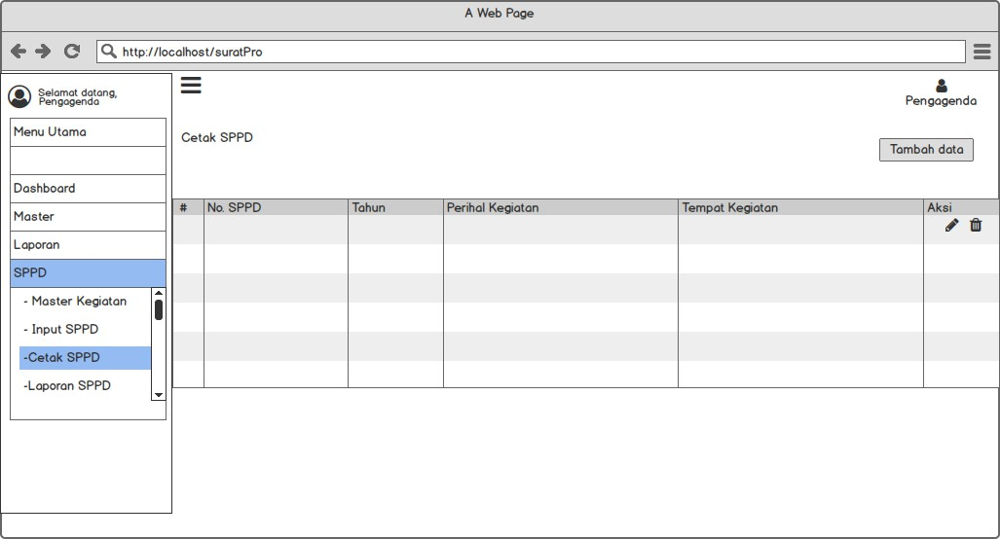 A Web Page
http://localhost/suratPro
Selamat datang,
Pengagenda
Pengagenda
Menu Utama
Dashboard
Master
Laporan
SPPD
- Master Kegiatan
- Input SPPD
-Cetak SPPD
-Laporan SPPD
Cetak SPPD
Tambah data
# No. SPPD Tahun Perihal Kegiatan Tempat Kegiatan Aksi